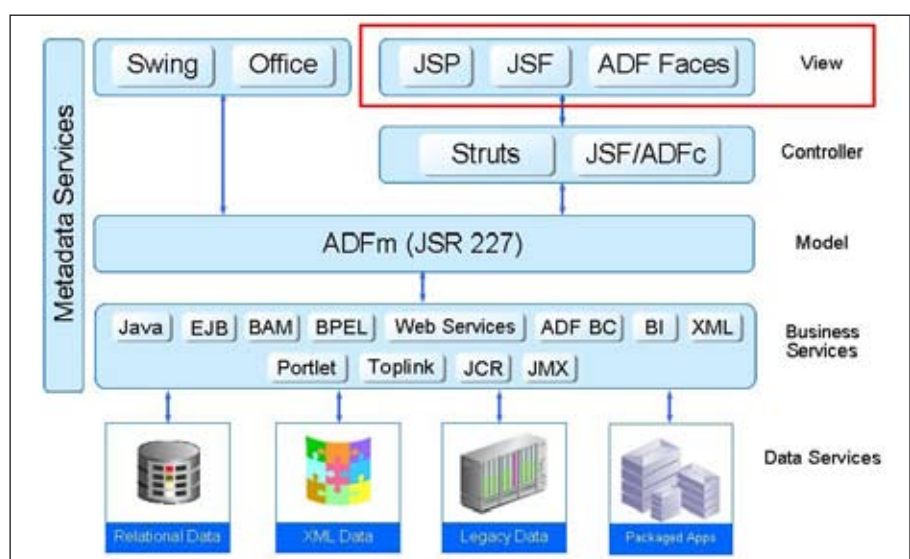 Metadata Services
Swing Office
JSP JSF ADF Faces View
Struts JSF/ADFc Controller
ADFm (JSR 227) Model
Java EJB BAM BPEL Web Services ADF BC BI XML
Portlet Toplink JCR JMX
Business
Services
Data Services
Relational Data XML Data Legacy Data Packaged Apps